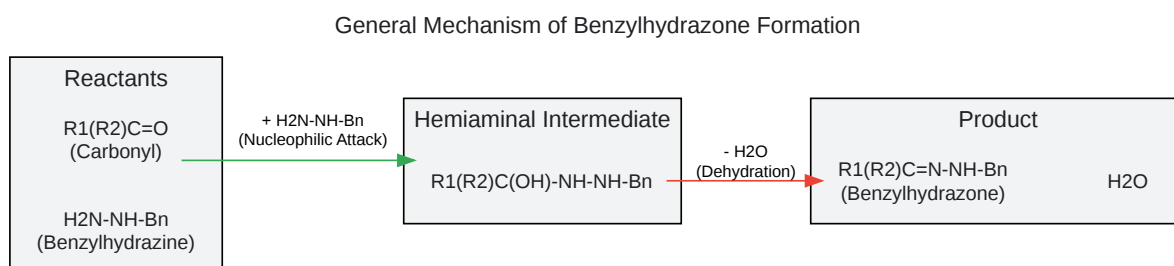 General Mechanism of Benzylhydrazone Formation
Reactants
R1(R2)C=O
(Carbonyl)
H2N-NH-Bn
(Benzylhydrazine)
+ H2N-NH-Bn
(Nucleophilic Attack)
Hemiaminal Intermediate
R1(R2)C(OH)-NH-NH-Bn
- H2O
(Dehydration)
Product
R1(R2)C=N-NH-Bn
(Benzylhydrazone)
H2O